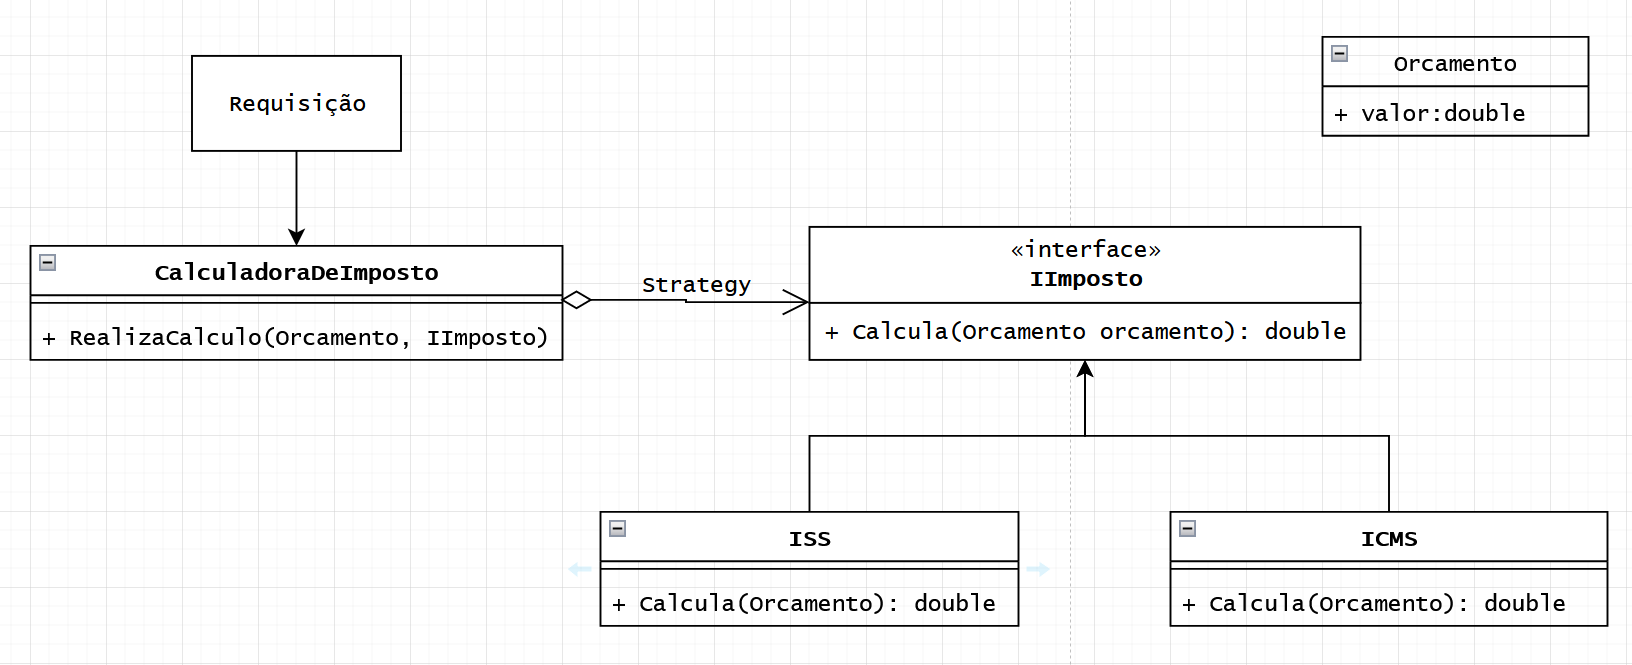 Requisição
Orcamento
+ valor:double
CalculadoraDeImposto
+ RealizaCalculo(Orcamento, IImposto)
Strategy
«interface»
IImposto
+ Calcula(Orcamento orcamento): double
ISS
+ Calcula(Orcamento): double
ICMS
+ Calcula(Orcamento): double